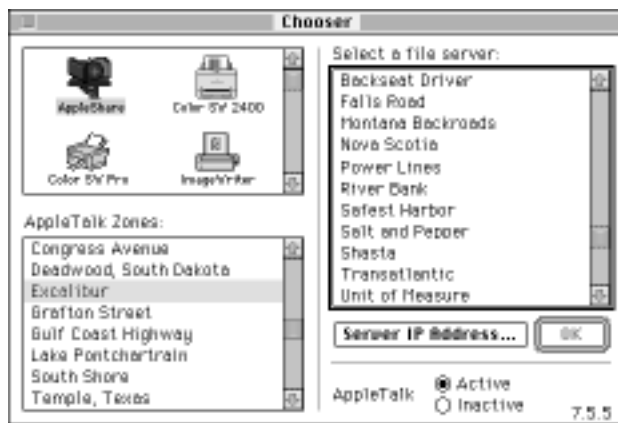 Chooser
AppleShare
Color SW 2400
Color SW Pro
ImageWriter
AppleTalk Zones:
Congress Avenue
Deadwood, South Dakota
Excalibur
Grafton Street
Gulf Coast Highway
Lake Pontchartrain
South Shore
Temple, Texas
Select a file server:
Backseat Driver
Falls Road
Montana Backroads
Nova Scotia
Power Lines
River Bank
Safest Harbor
Salt and Pepper
Shasta
Transatlantic
Unit of Measure
Server IP Address...
OK
AppleTalk
Active
Inactive
7.5.5